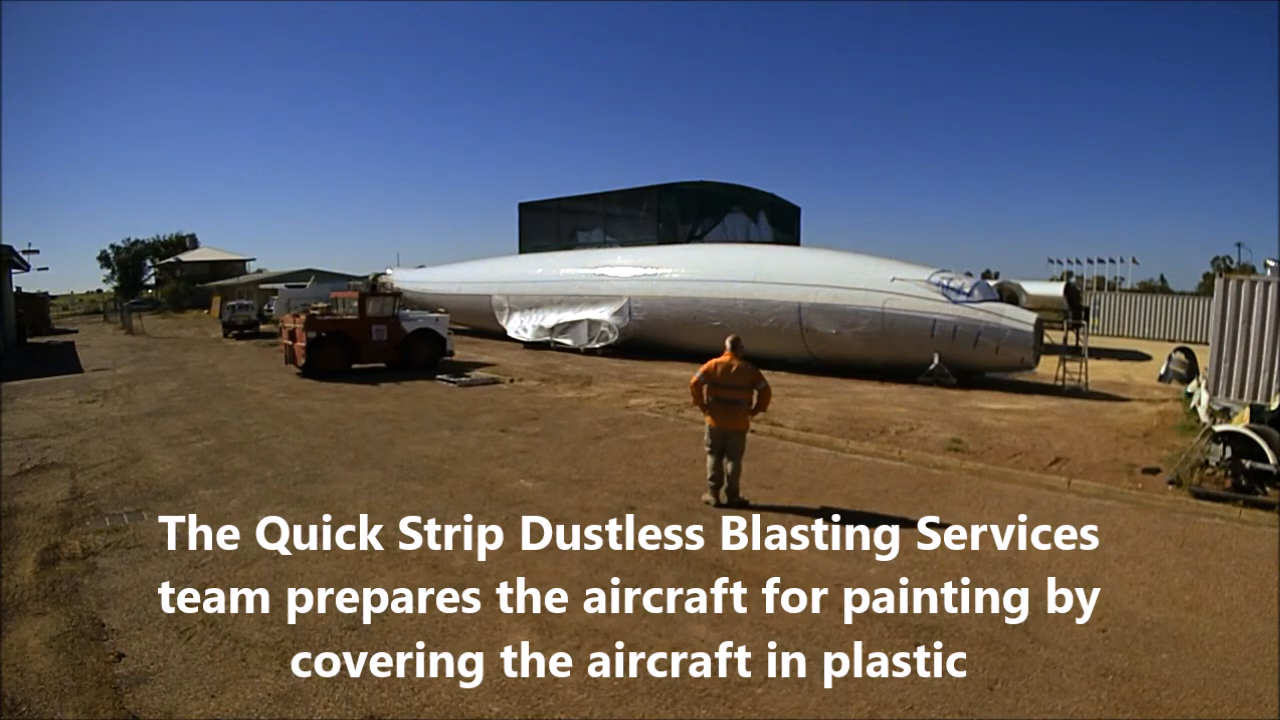 The Quick Strip Dustless Blasting Services
team prepares the aircraft for painting by
covering the aircraft in plastic